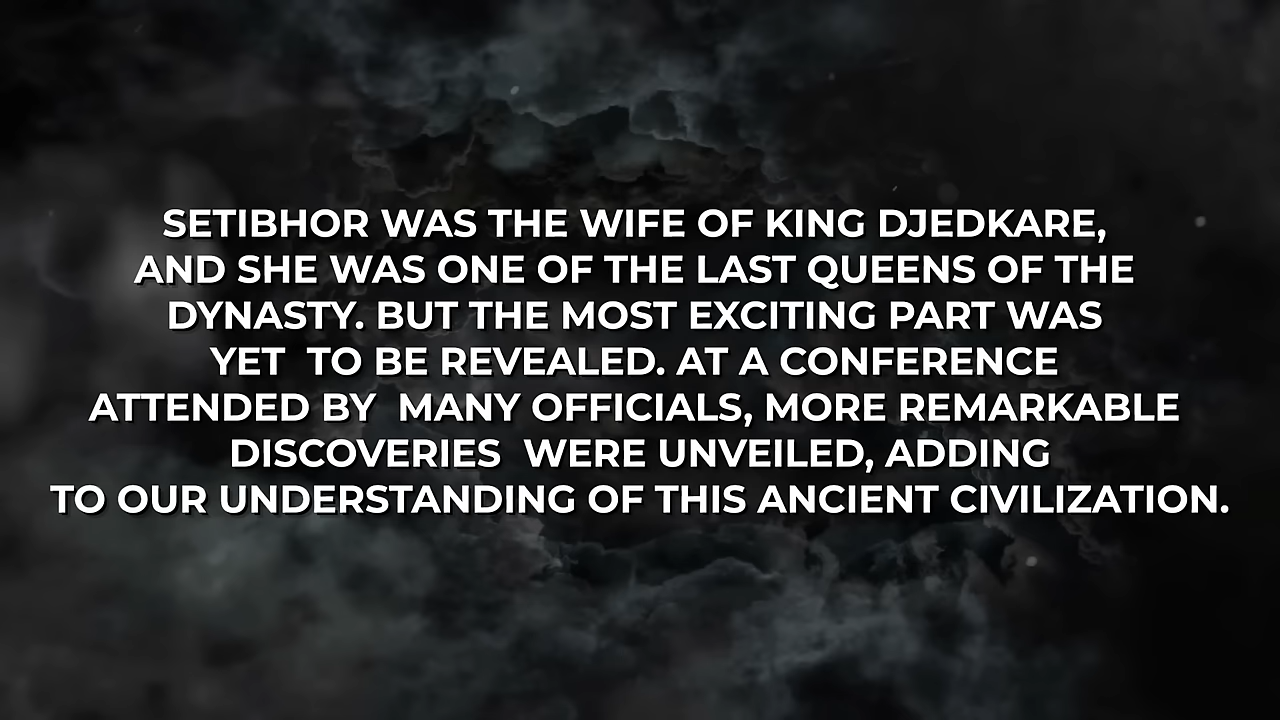 SETIBHOR WAS THE WIFE OF KING DJEDKARE,
AND SHE WAS ONE OF THE LAST QUEENS OF THE
DYNASTY. BUT THE MOST EXCITING PART WAS
YET  TO BE REVEALED. AT A CONFERENCE
ATTENDED BY  MANY OFFICIALS, MORE REMARKABLE
DISCOVERIES  WERE UNVEILED, ADDING
TO OUR UNDERSTANDING OF THIS ANCIENT CIVILIZATION.